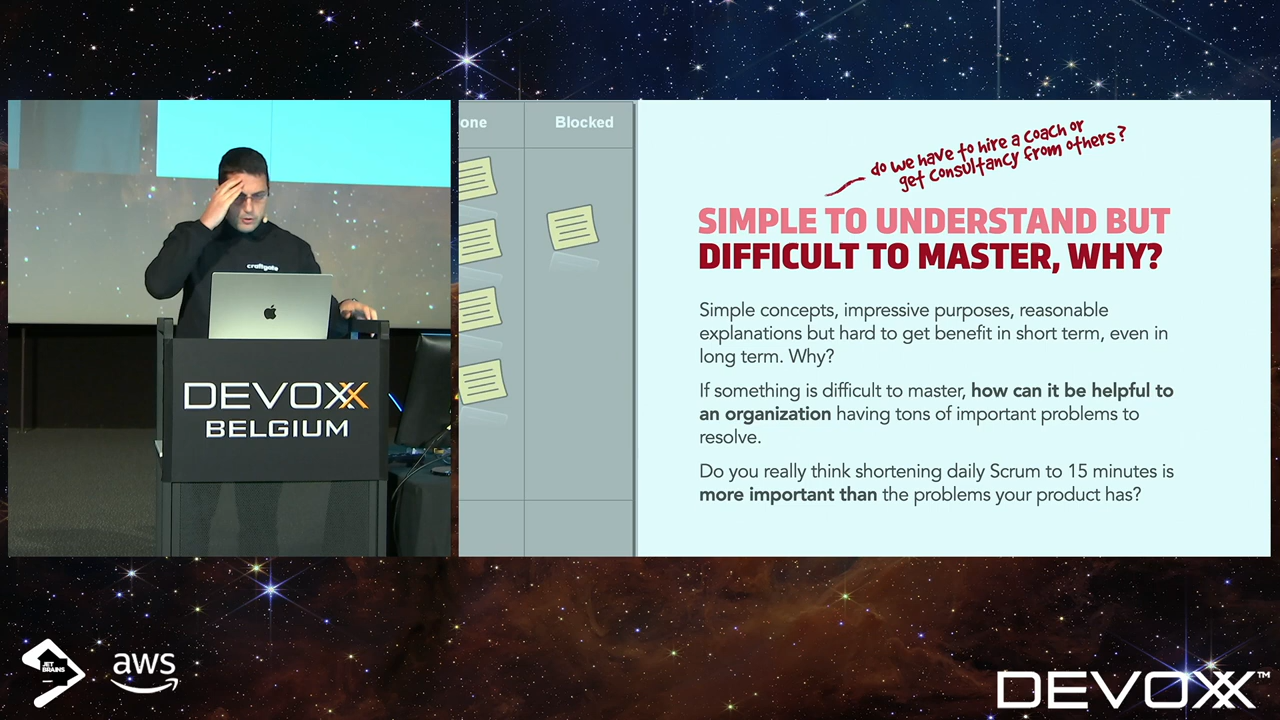 one
Blocked
do we have to hire a coach or
get consultancy from others?
SIMPLE TO UNDERSTAND BUT
DIFFICULT TO MASTER, WHY?
Simple concepts, impressive purposes, reasonable
explanations but hard to get benefit in short term, even in
long term. Why?
If something is difficult to master, how can it be helpful to
an organization having tons of important problems to
resolve.
Do you really think shortening daily Scrum to 15 minutes is
more important than the problems your product has?
craftgate
DEVOXX
BELGIUM
JET
BRAINS
aws
DEVOXX™